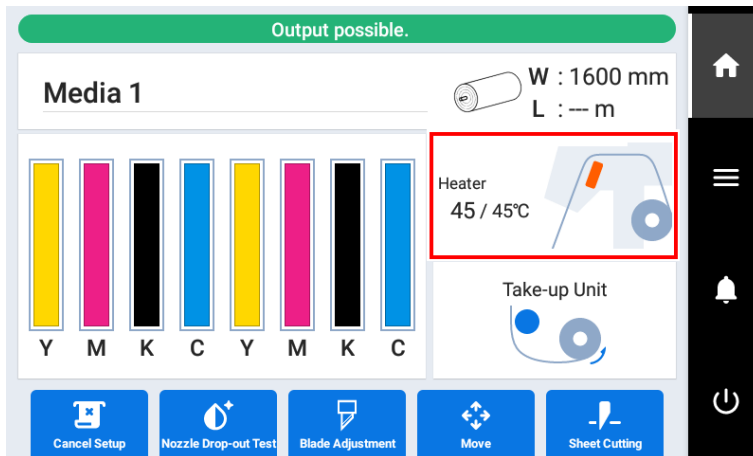 Output possible.
Media 1
W : 1600 mm
L : --- m
Heater
45 / 45℃
Take-up Unit
Y M K C Y M K C
Cancel Setup
Nozzle Drop-out Test
Blade Adjustment
Move
Sheet Cutting